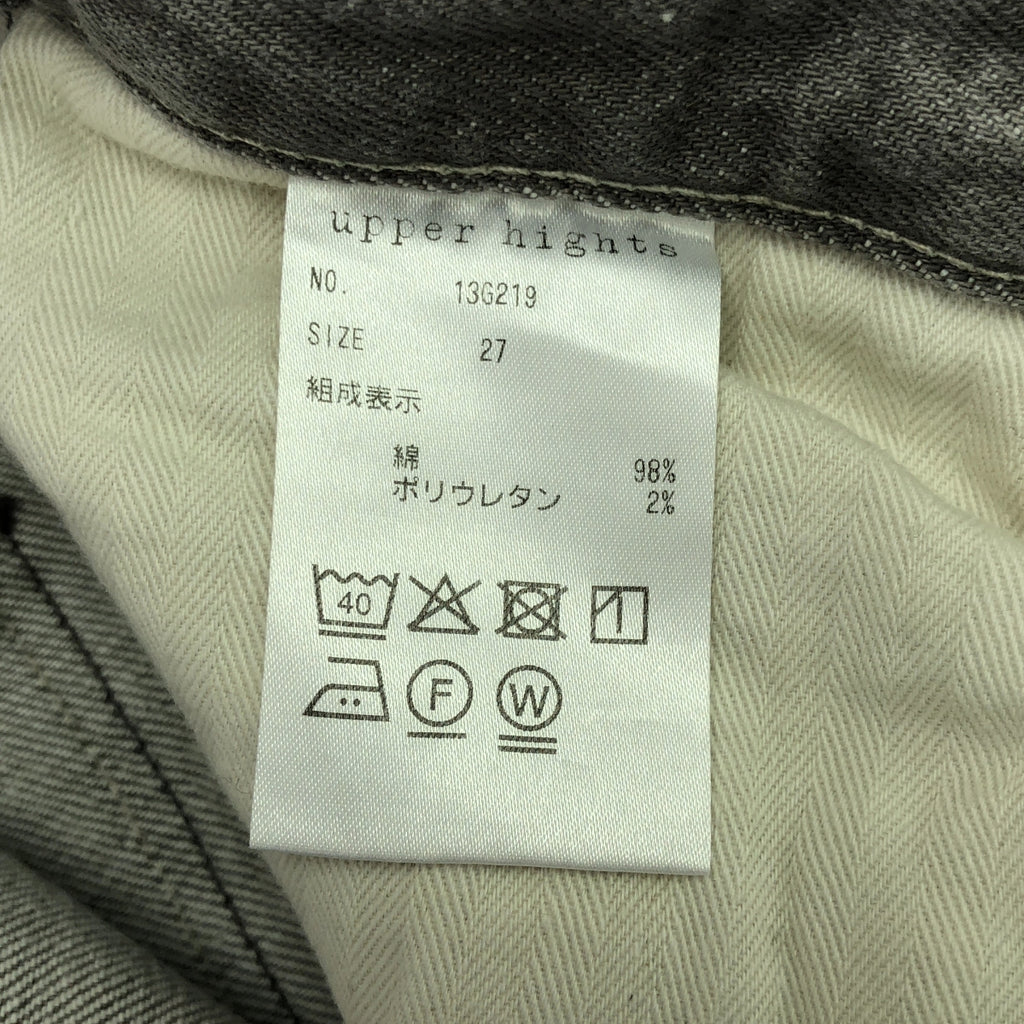 upper hights
NO. 13G219
SIZE 27
組成表示
綿 98%
ポリウレタン 2%
40
F W